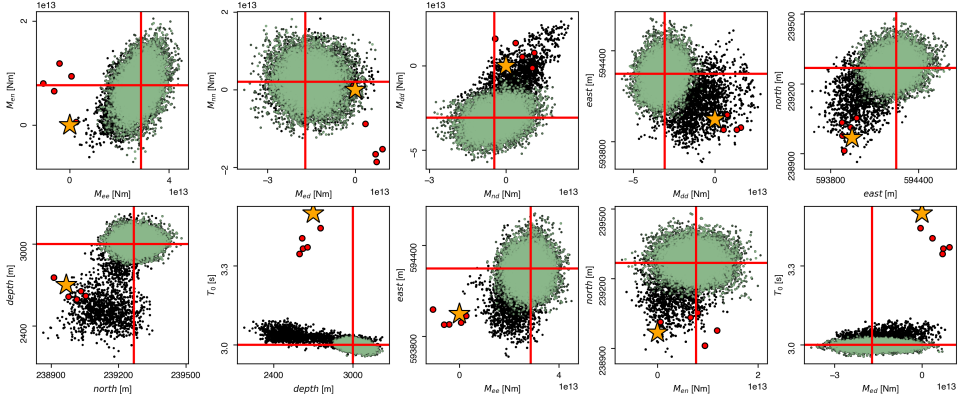 1e13
2
0
M_en [Nm]
0
4
1e13
M_ee [Nm]
2
0
−2
M_nn [Nm]
−3
0
1e13
M_ed [Nm]
0
−5
M_dd [Nm]
−3
0
3
1e13
M_nd [Nm]
594400
593800
east [m]
−5
0
5
1e13
M_dd [Nm]
239500
239200
238900
north [m]
593800
594400
east [m]
3000
2400
depth [m]
238900
239200
239500
north [m]
3.3
3.0
T_0 [s]
2400
3000
depth [m]
594400
593800
east [m]
0
4
1e13
M_ee [Nm]
239500
239200
238900
north [m]
0
2
1e13
M_en [Nm]
3.3
3.0
T_0 [s]
−3
0
1e13
M_ed [Nm]